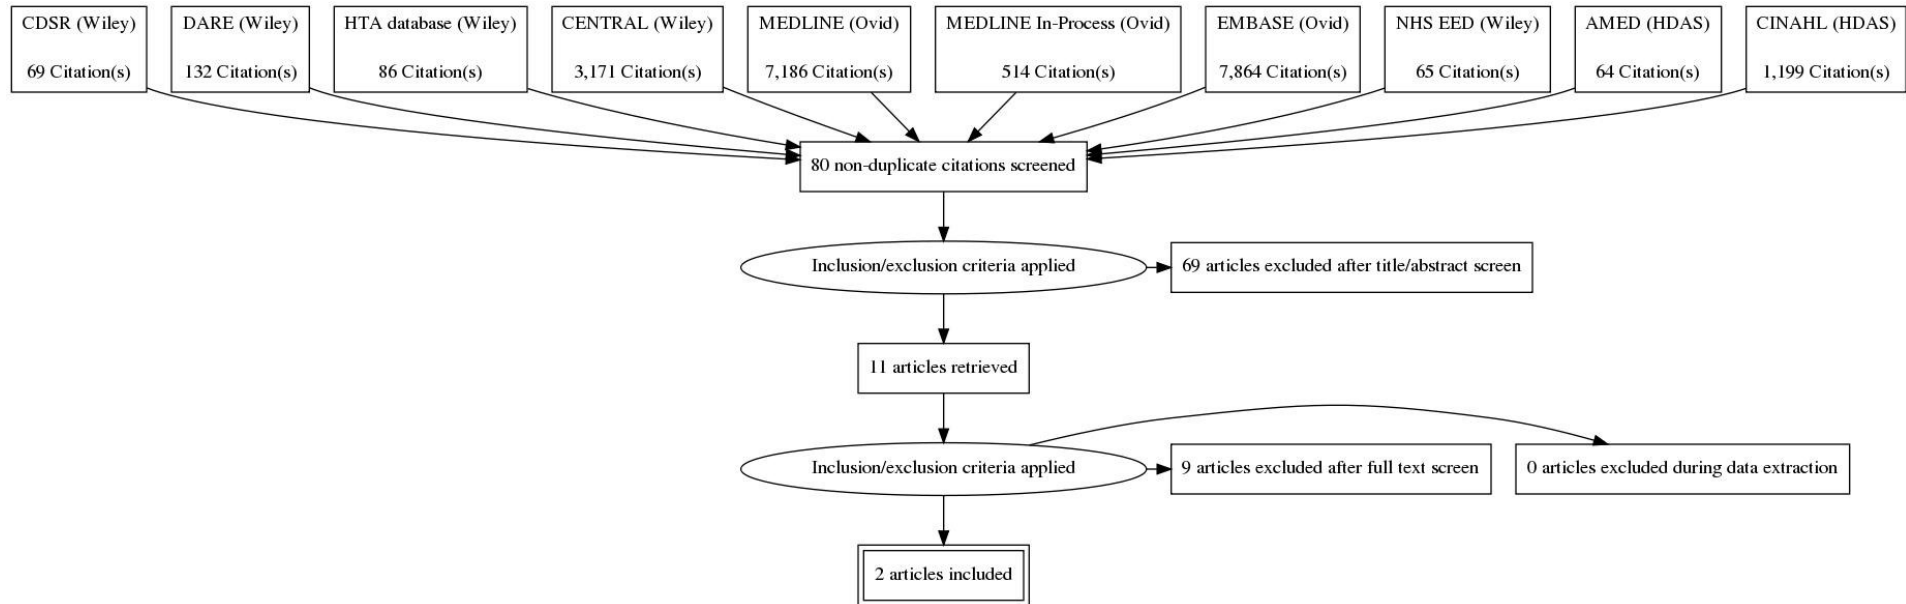 CDSR (Wiley)
69 Citation(s)
DARE (Wiley)
132 Citation(s)
HTA database (Wiley)
86 Citation(s)
CENTRAL (Wiley)
3,171 Citation(s)
MEDLINE (Ovid)
7,186 Citation(s)
MEDLINE In-Process (Ovid)
514 Citation(s)
EMBASE (Ovid)
7,864 Citation(s)
NHS EED (Wiley)
65 Citation(s)
AMED (HDAS)
64 Citation(s)
CINAHL (HDAS)
1,199 Citation(s)
80 non-duplicate citations screened
Inclusion/exclusion criteria applied
69 articles excluded after title/abstract screen
11 articles retrieved
Inclusion/exclusion criteria applied
9 articles excluded after full text screen
0 articles excluded during data extraction
2 articles included